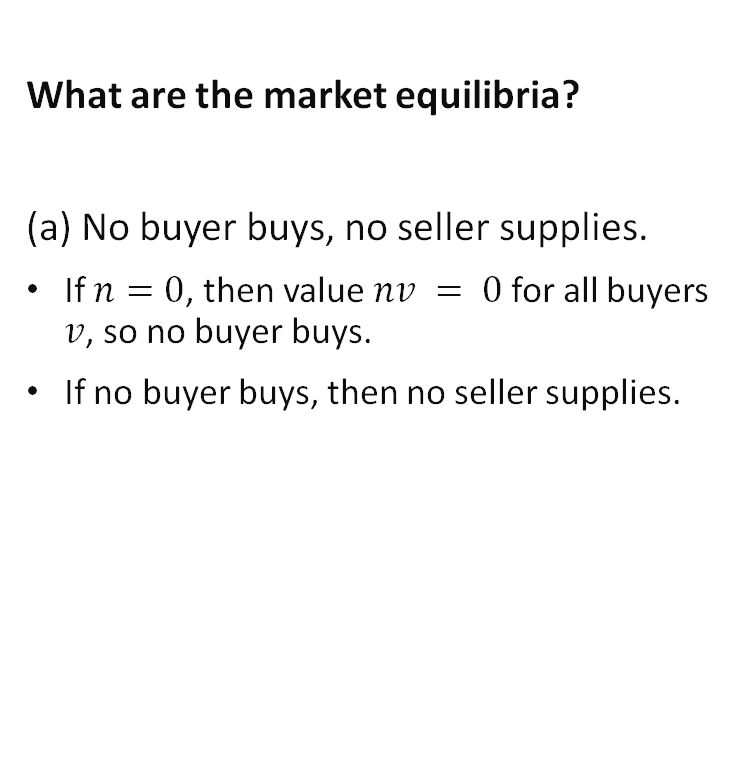 What are the market equilibria?
(a) No buyer buys, no seller supplies.
• If n = 0, then value nv = 0 for all buyers
v, so no buyer buys.
• If no buyer buys, then no seller supplies.